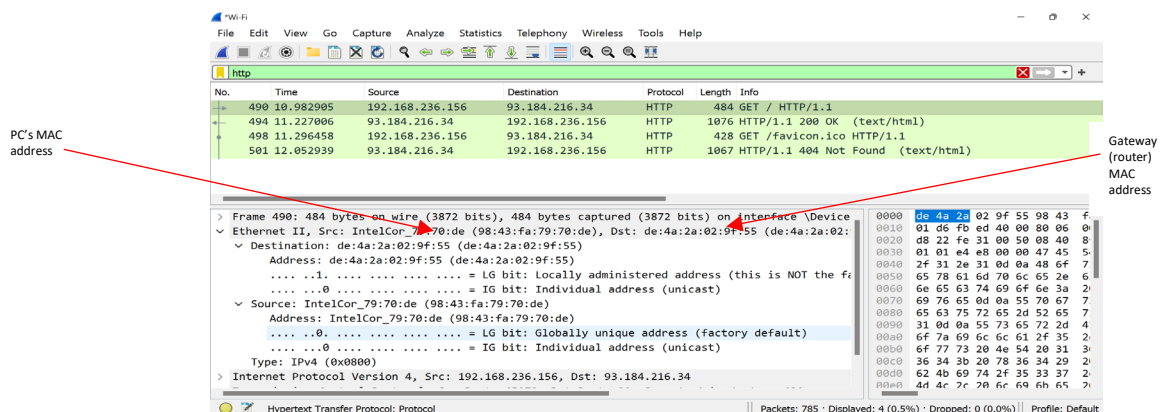 *Wi-Fi
File Edit View Go Capture Analyze Statistics Telephony Wireless Tools Help
http
No. Time Source Destination Protocol Length Info
490 10.982905 192.168.236.156 93.184.216.34 HTTP 484 GET / HTTP/1.1
494 11.227006 93.184.216.34 192.168.236.156 HTTP 1076 HTTP/1.1 200 OK (text/html)
498 11.296458 192.168.236.156 93.184.216.34 HTTP 428 GET /favicon.ico HTTP/1.1
501 12.052939 93.184.216.34 192.168.236.156 HTTP 1067 HTTP/1.1 404 Not Found (text/html)
PC's MAC
address
Gateway
(router)
MAC
address
> Frame 490: 484 bytes on wire (3872 bits), 484 bytes captured (3872 bits) on interface \Device
Ethernet II, Src: IntelCor_79:70:de (98:43:fa:79:70:de), Dst: de:4a:2a:02:9f:55 (de:4a:2a:02:
Destination: de:4a:2a:02:9f:55 (de:4a:2a:02:9f:55)
Address: de:4a:2a:02:9f:55 (de:4a:2a:02:9f:55)
.... ..1. .... .... .... .... = LG bit: Locally administered address (this is NOT the fa
.... ...0 .... .... .... .... = IG bit: Individual address (unicast)
Source: IntelCor_79:70:de (98:43:fa:79:70:de)
Address: IntelCor_79:70:de (98:43:fa:79:70:de)
.... ..0. .... .... .... .... = LG bit: Globally unique address (factory default)
.... ...0 .... .... .... .... = IG bit: Individual address (unicast)
Type: IPv4 (0x0800)
> Internet Protocol Version 4, Src: 192.168.236.156, Dst: 93.184.216.34
0000 de 4a 2a 02 9f 55 98 43
0010 01 d6 fb ed 40 00 80 06
0020 d8 22 fe 31 00 50 08 40
0030 01 01 e4 e8 00 00 47 45
0040 2f 31 2e 31 0d 0a 48 6f
0050 65 78 61 6d 70 6c 65 2e
0060 6e 65 63 74 69 6f 6e 3a
0070 69 76 65 0d 0a 55 70 67
0080 65 63 75 72 65 2d 52 65
0090 31 0d 0a 55 73 65 72 2d
00a0 6f 7a 69 6c 6c 61 2f 35
00b0 6f 77 73 20 4e 54 20 31
00c0 36 34 3b 20 78 36 34 29
00d0 62 4b 69 74 2f 35 33 37
00e0 4d 4c 2c 20 6c 69 6b 65
Hypertext Transfer Protocol: Protocol
Packets: 785 · Displayed: 4 (0.5%) · Dropped: 0 (0.0%)
Profile: Default